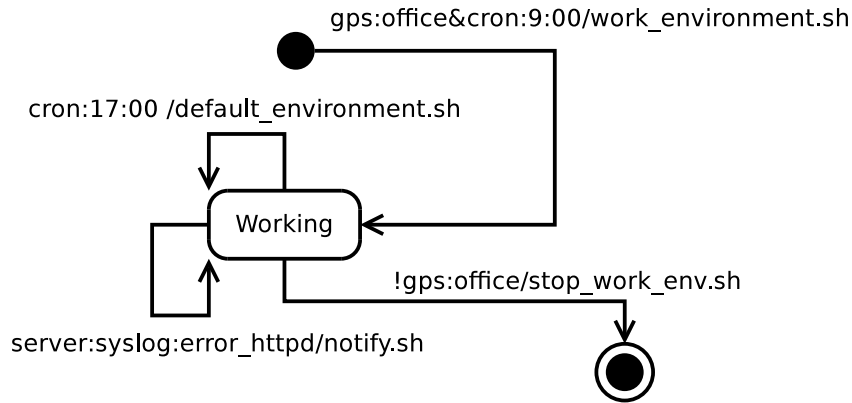 gps:office&cron:9:00/work_environment.sh
cron:17:00 /default_environment.sh
Working
!gps:office/stop_work_env.sh
server:syslog:error_httpd/notify.sh